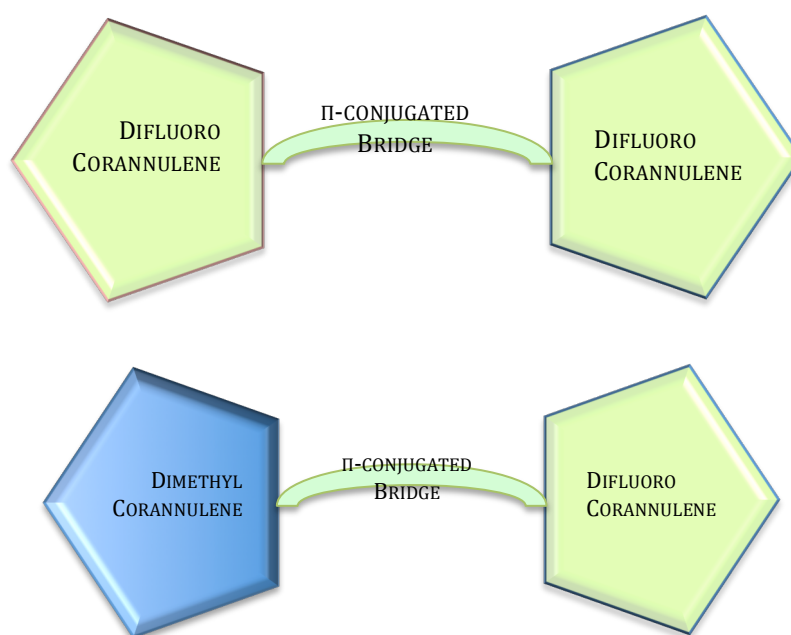 DIFLUORO
CORANNULENE
Π-CONJUGATED
BRIDGE
DIFLUORO
CORANNULENE
DIMETHYL
CORANNULENE
Π-CONJUGATED
BRIDGE
DIFLUORO
CORANNULENE